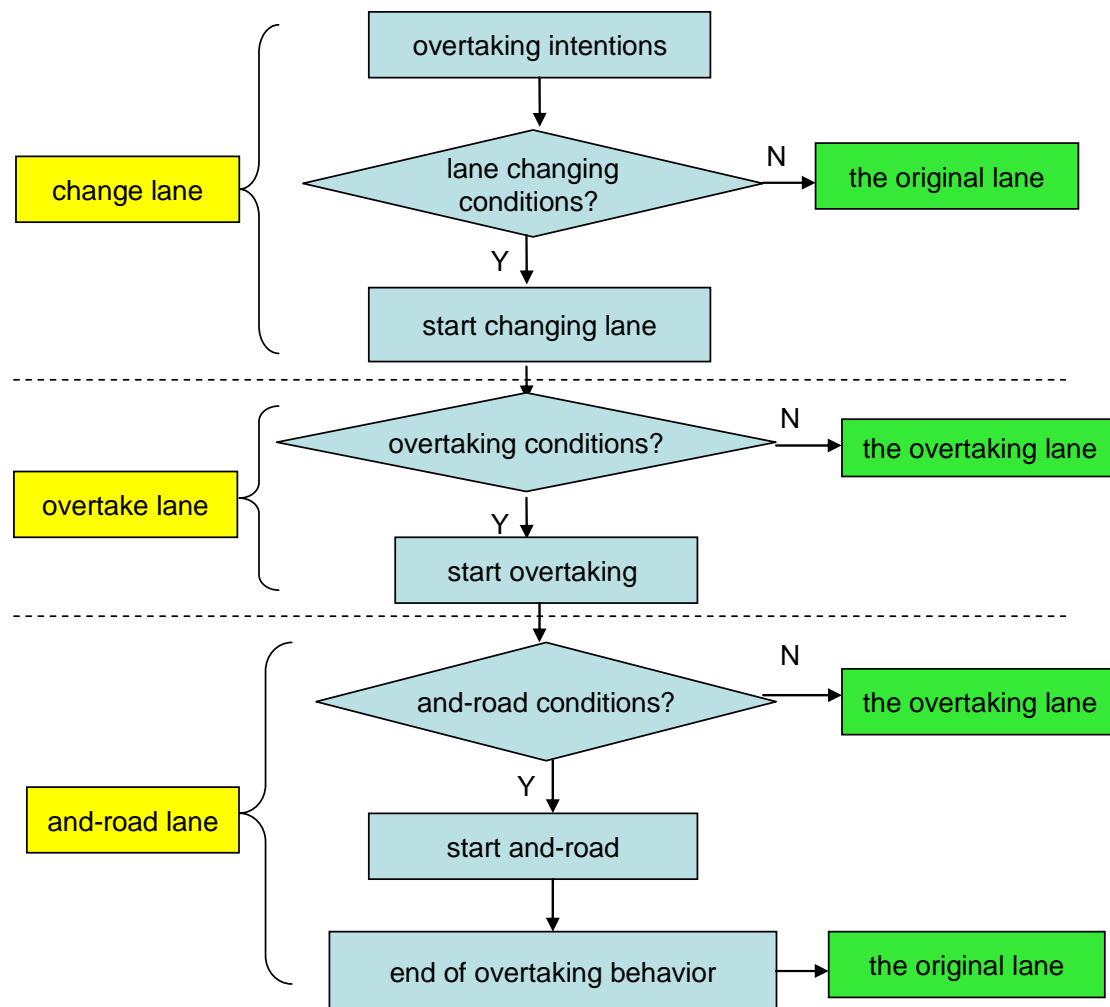 overtaking intentions
change lane
lane changing
conditions?
N
the original lane
Y
start changing lane
overtake lane
overtaking conditions?
N
the overtaking lane
Y
start overtaking
and-road lane
and-road conditions?
N
the overtaking lane
Y
start and-road
end of overtaking behavior
the original lane